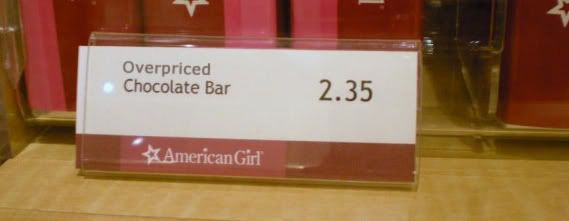 Overpriced
Chocolate Bar 2.35
American Girl